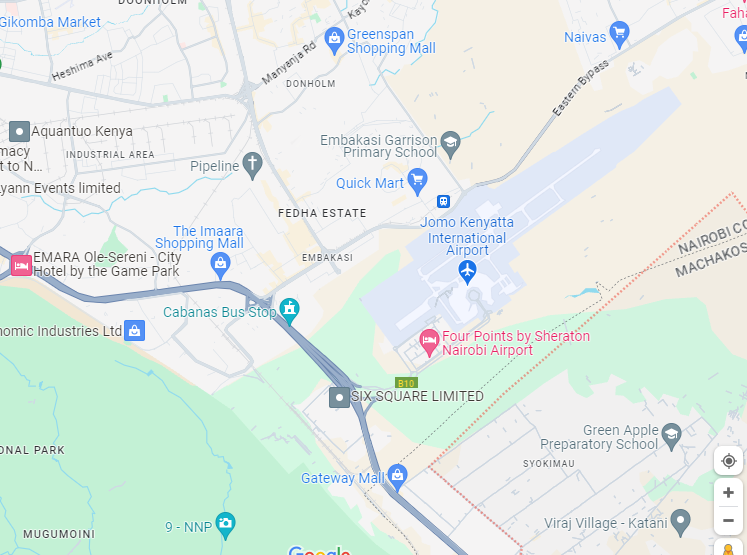 DONHOLM
Gikomba Market
Greenspan
Shopping Mall
Naivas
Heshima Ave
Manyanja Rd
DONHOLM
Eastern Bypass
Aquantuo Kenya
INDUSTRIAL AREA
Pipeline
Embakasi Garrison
Primary School
t to N...
Lyann Events limited
Quick Mart
FEDHA ESTATE
Jomo Kenyatta
International
Airport
The Imaara
Shopping Mall
EMBAKASI
NAIROBI CO
MACHAKOS
EMARA Ole-Sereni - City
Hotel by the Game Park
Cabanas Bus Stop
nomic Industries Ltd
Four Points by Sheraton
Nairobi Airport
B10
SIX SQUARE LIMITED
Green Apple
Preparatory School
ONAL PARK
SYOKIMAU
Gateway Mall
9 - NNP
Viraj Village - Katani
MUGUMOINI
Google